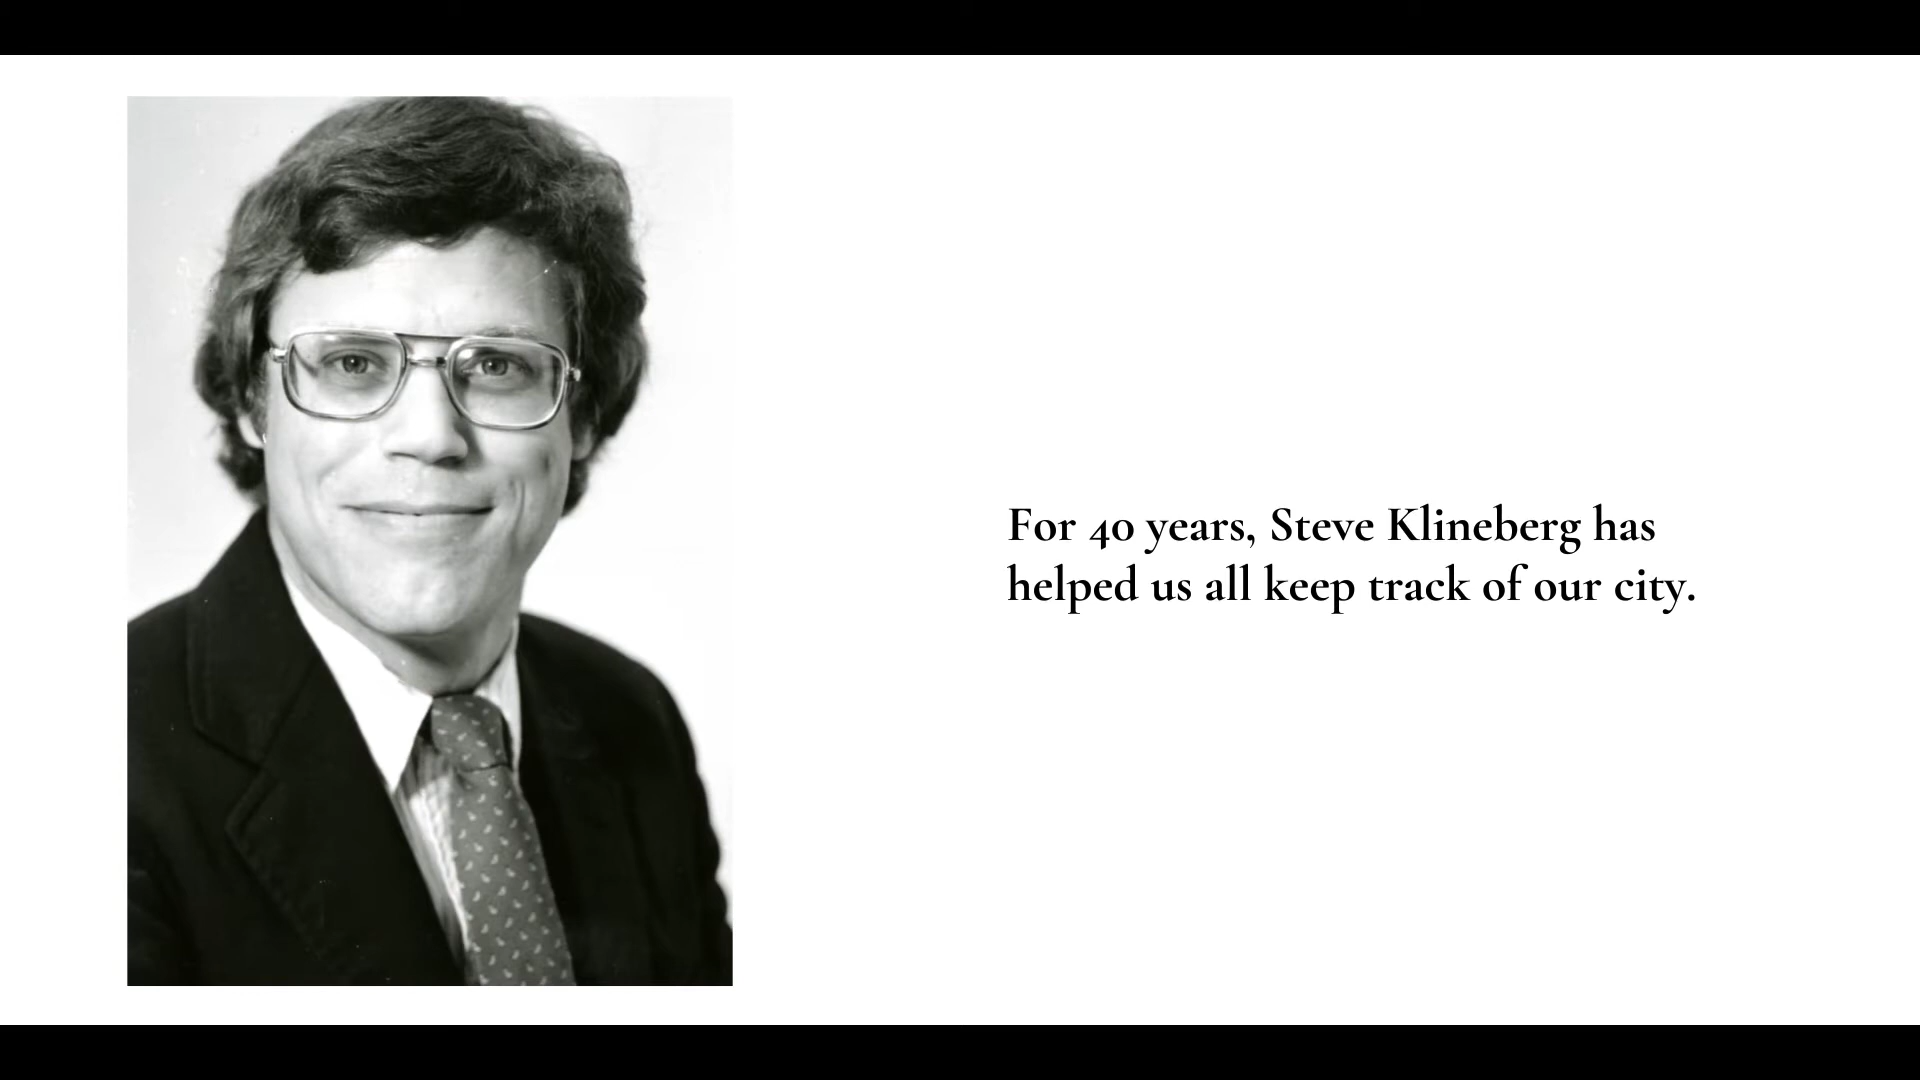 For 40 years, Steve Klineberg has
helped us all keep track of our city.